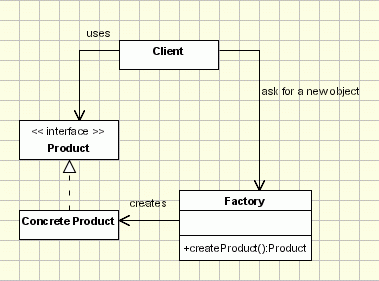 uses
Client
ask for a new object
<< interface >>
Product
creates
Concrete Product
Factory
+createProduct():Product